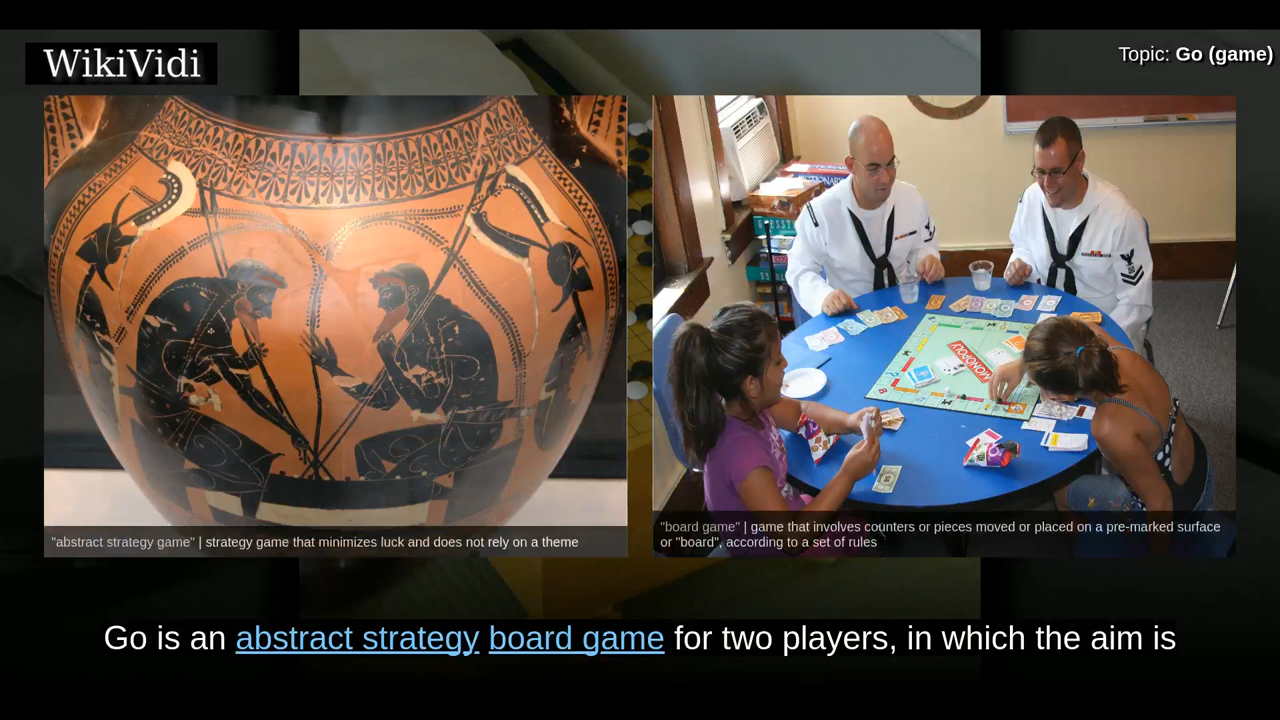 WikiVidi
Topic: Go (game)
MONOPOLY
"abstract strategy game" | strategy game that minimizes luck and does not rely on a theme
"board game" | game that involves counters or pieces moved or placed on a pre-marked surface
or "board", according to a set of rules
Go is an abstract strategy board game for two players, in which the aim is